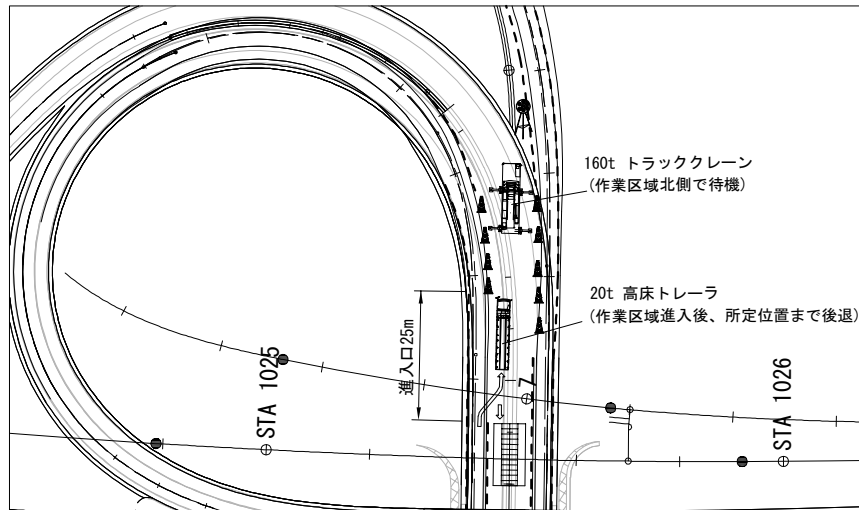 160t トラッククレーン
(作業区域北側で待機)
20t 高床トレーラ
(作業区域進入後、所定位置まで後退)
進入口25m
STA 1025
7
STA 1026